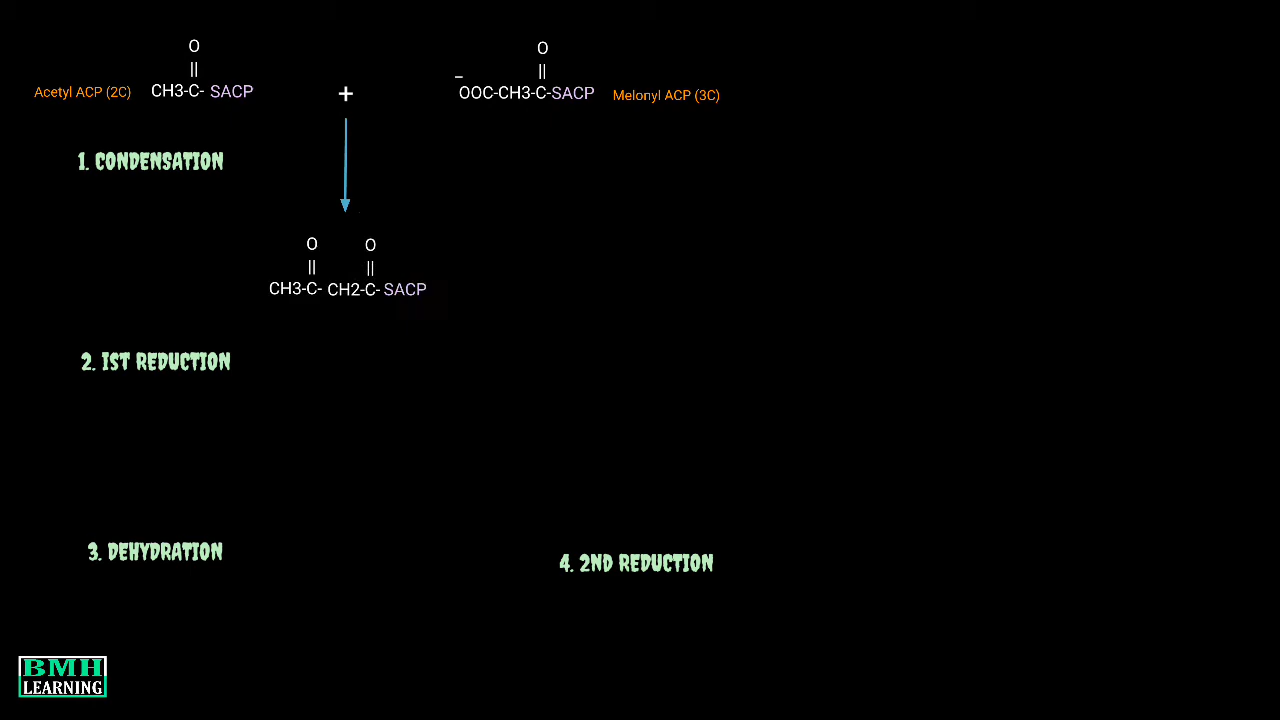 O
||
Acetyl ACP (2C) CH3-C- SACP
+
O
||
–
OOC-CH3-C-SACP Melonyl ACP (3C)
1. CONDENSATION
O O
|| ||
CH3-C- CH2-C- SACP
2. IST REDUCTION
3. DEHYDRATION
4. 2ND REDUCTION
BMH
LEARNING